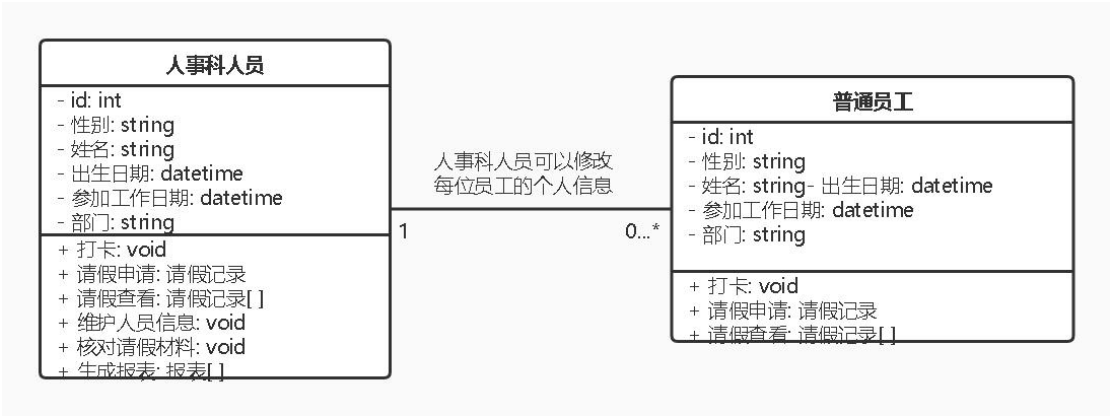 人事科人员
- id: int
- 性别: string
- 姓名: string
- 出生日期: datetime
- 参加工作日期: datetime
- 部门: string
+ 打卡: void
+ 请假申请: 请假记录
+ 请假查看: 请假记录[ ]
+ 维护人员信息: void
+ 核对请假材料: void
+ 生成报表: 报表[ ]
人事科人员可以修改
每位员工的个人信息
1
0...*
普通员工
- id: int
- 性别: string
- 姓名: string- 出生日期: datetime
- 参加工作日期: datetime
- 部门: string
+ 打卡: void
+ 请假申请: 请假记录
+ 请假查看: 请假记录[ ]